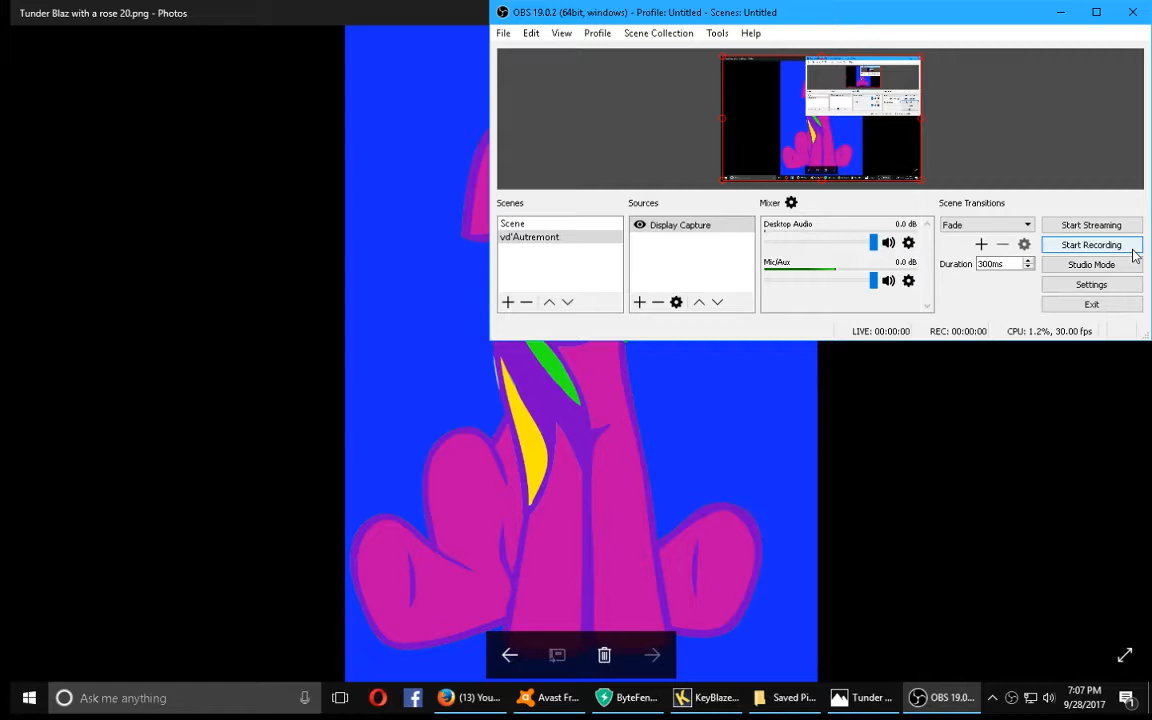 Tunder Blaz with a rose 20.png - Photos
OBS 19.0.2 (64bit, windows) - Profile: Untitled - Scenes: Untitled
File Edit View Profile Scene Collection Tools Help
Scenes Sources Mixer Scene Transitions
Scene
vd'Autremont
Display Capture
Desktop Audio 0.0 dB
Mic/Aux 0.0 dB
Fade
Duration 300ms
Start Streaming
Start Recording
Studio Mode
Settings
Exit
LIVE: 00:00:00 REC: 00:00:00 CPU: 1.2%, 30.00 fps
Ask me anything
(13) You...
Avast Fr...
ByteFen...
KeyBlaze...
Saved Pi...
Tunder ...
OBS 19.0...
7:07 PM
9/28/2017
1